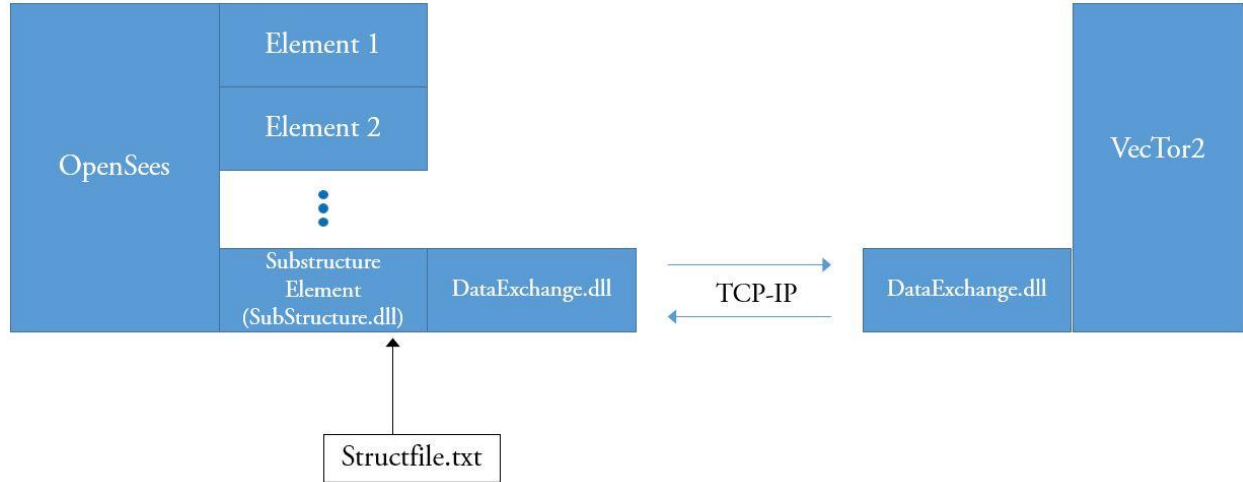 Element 1
Element 2
OpenSees
VecTor2
Substructure
Element
(SubStructure.dll)
DataExchange.dll
TCP-IP
DataExchange.dll
Structfile.txt